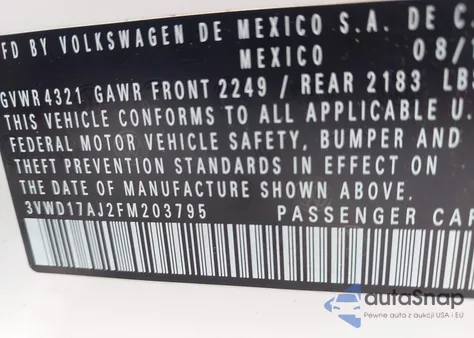 FD BY VOLKSWAGEN DE MEXICO S.A. DE C.
MEXICO 08/
GVWR 4321 GAWR FRONT 2249 / REAR 2183 LB
THIS VEHICLE CONFORMS TO ALL APPLICABLE U.
FEDERAL MOTOR VEHICLE SAFETY, BUMPER AND
THEFT PREVENTION STANDARDS IN EFFECT ON
THE DATE OF MANUFACTURE SHOWN ABOVE.
3VWD17AJ2FM203795 PASSENGER CAR
autoSnap
Pewne auta z aukcji USA i EU